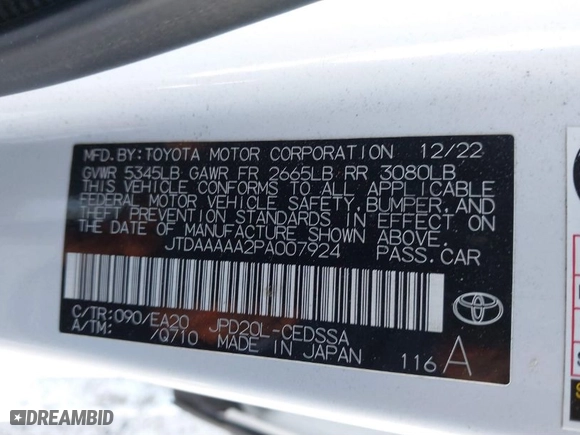 MFD.BY:TOYOTA MOTOR CORPORATION 12/22
GVWR 5345LB GAWR FR 2665LB RR 3080LB
THIS VEHICLE CONFORMS TO ALL APPLICABLE
FEDERAL MOTOR VEHICLE SAFETY, BUMPER, AND
THEFT PREVENTION STANDARDS IN EFFECT ON
THE DATE OF MANUFACTURE SHOWN ABOVE.
JTDAAAAA2PA007924 PASS.CAR
C/TR:090/EA20 JPD20L-CEDSSA
A/TM: /Q710 MADE IN JAPAN
116A
DREAMBID